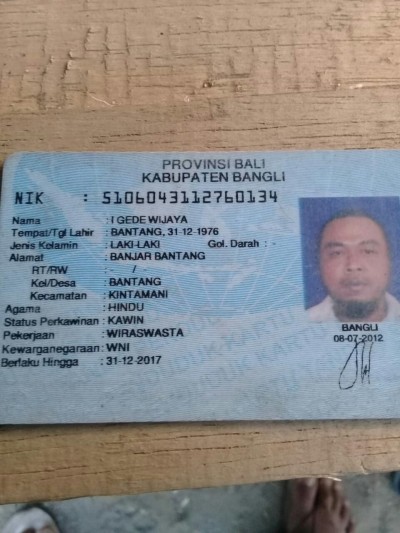 PROVINSI BALI
KABUPATEN BANGLI
NIK : 5106043112760134
Nama : I GEDE WIJAYA
Tempat/Tgl Lahir : BANTANG, 31-12-1976
Jenis Kelamin : LAKI-LAKI Gol. Darah : -
Alamat : BANJAR BANTANG
RT/RW : - /
Kel/Desa : BANTANG
Kecamatan : KINTAMANI
Agama : HINDU
Status Perkawinan : KAWIN
Pekerjaan : WIRASWASTA
Kewarganegaraan : WNI
Berlaku Hingga : 31-12-2017
BANGLI
08-07-2012